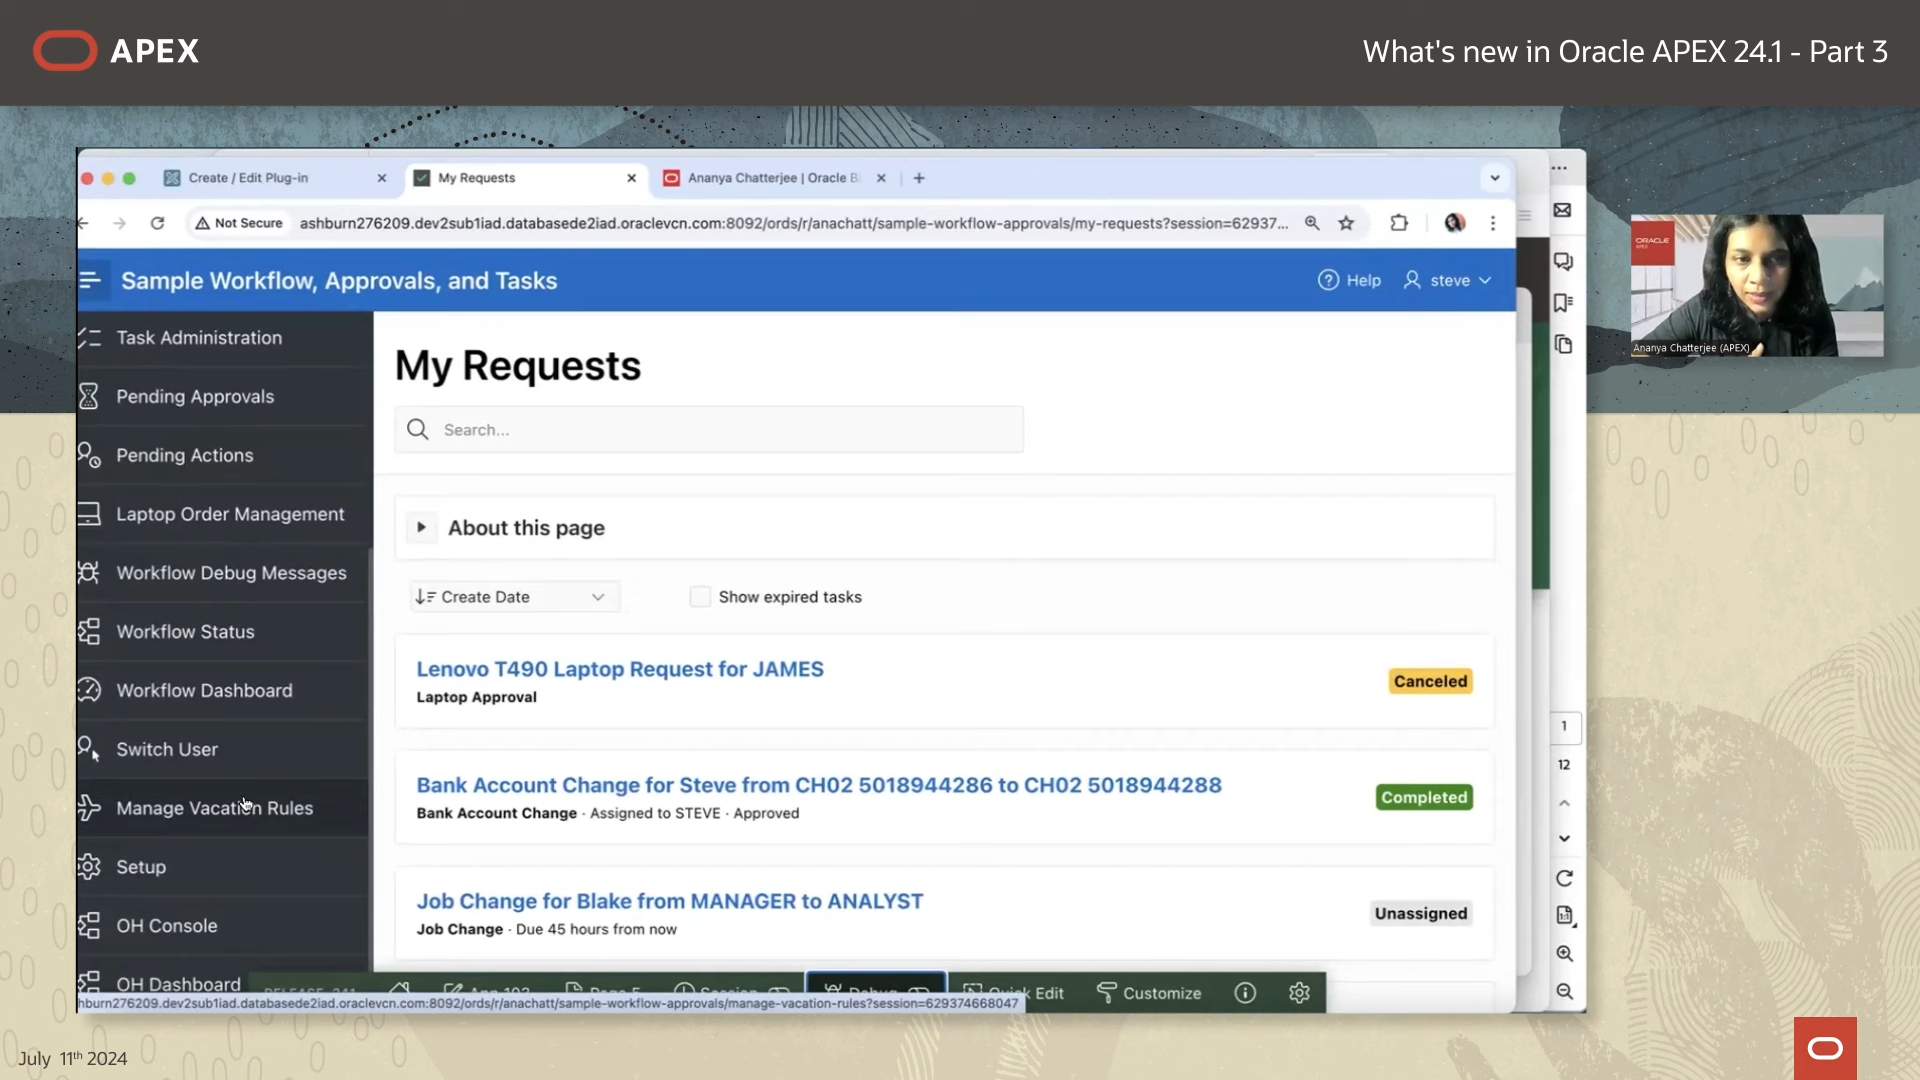 APEX
What's new in Oracle APEX 24.1 - Part 3
Create / Edit Plug-in
My Requests
Ananya Chatterjee | Oracle B
Not Secure
ashburn276209.dev2sub1iad.databasede2iad.oraclevcn.com:8092/ords/r/anachatt/sample-workflow-approvals/my-requests?session=62937...
Sample Workflow, Approvals, and Tasks
Help
steve
ORACLE
APEX
Ananya Chatterjee (APEX)
Task Administration
Pending Approvals
Pending Actions
Laptop Order Management
Workflow Debug Messages
Workflow Status
Workflow Dashboard
Switch User
Manage Vacation Rules
Setup
OH Console
OH Dashboard
My Requests
Search...
About this page
Create Date
Show expired tasks
Lenovo T490 Laptop Request for JAMES
Laptop Approval
Canceled
Bank Account Change for Steve from CH02 5018944286 to CH02 5018944288
Bank Account Change · Assigned to STEVE · Approved
Completed
Job Change for Blake from MANAGER to ANALYST
Job Change · Due 45 hours from now
Unassigned
1
12
Quick Edit
Customize
hburn276209.dev2sub1iad.databasede2iad.oraclevcn.com:8092/ords/r/anachatt/sample-workflow-approvals/manage-vacation-rules?session=629374668047
July 11th 2024